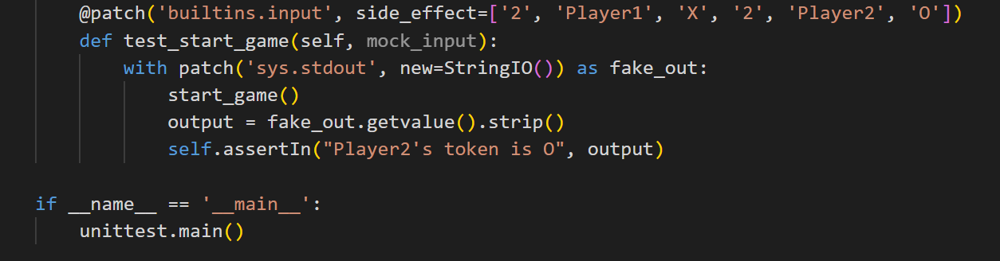 @patch('builtins.input', side_effect=['2', 'Player1', 'X', '2', 'Player2', 'O'])
def test_start_game(self, mock_input):
    with patch('sys.stdout', new=StringIO()) as fake_out:
        start_game()
        output = fake_out.getvalue().strip()
        self.assertIn("Player2's token is O", output)
if __name__ == '__main__':
    unittest.main()